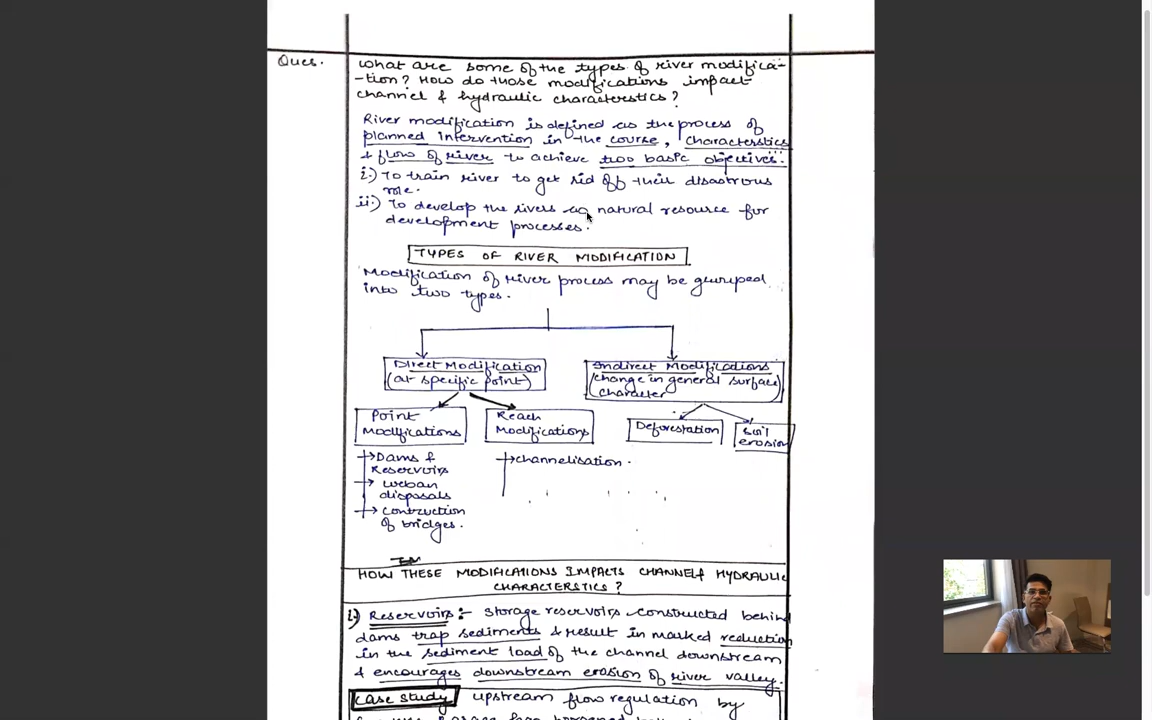 Ques.
What are some of the types of river modifica-
-tion? How do those modifications impact
channel & hydraulic characterstics?
River modification is defined as the process of
planned intervention in the course, characterstics
& flow of river to achieve two basic objectives.
i.) To train river to get rid off their disastrous
role.
ii.) To develop the rivers as natural resource for
development processes.
TYPES OF RIVER MODIFICATION
Modification of river process may be guruped
into two types.
Direct Modification
(at specific point)
Indirect Modifications
(change in general surface)
character
Point
Modifications
Reach
Modifications
Deforestation
Soil
erosion
→ Dams &
Reservoirs
→ urban
disposals
→ contruction
of bridges.
→ channelisation.
HOW THESE MODIFICATIONS IMPACTS CHANNEL & HYDRAULIC
CHARACTERSTICS?
i) Reservoirs :- storage reservoirs constructed behind
dams trap sediments & result in marked reduction
in the sediment load of the channel downstream
& encourages downstream erosion of river valley.
Case study upstream flow regulation by